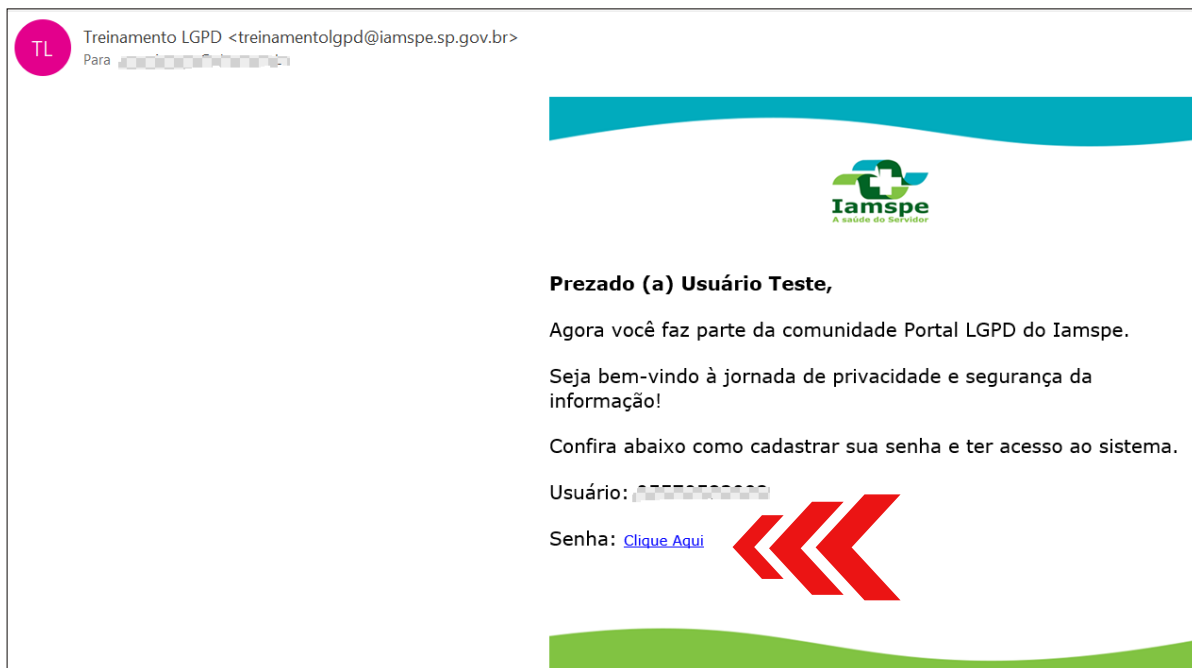 TL
Treinamento LGPD <treinamentolgpd@iamspe.sp.gov.br>
Para
Iamspe
A saúde do Servidor
Prezado (a) Usuário Teste,
Agora você faz parte da comunidade Portal LGPD do Iamspe.
Seja bem-vindo à jornada de privacidade e segurança da
informação!
Confira abaixo como cadastrar sua senha e ter acesso ao sistema.
Usuário:
Senha: Clique Aqui